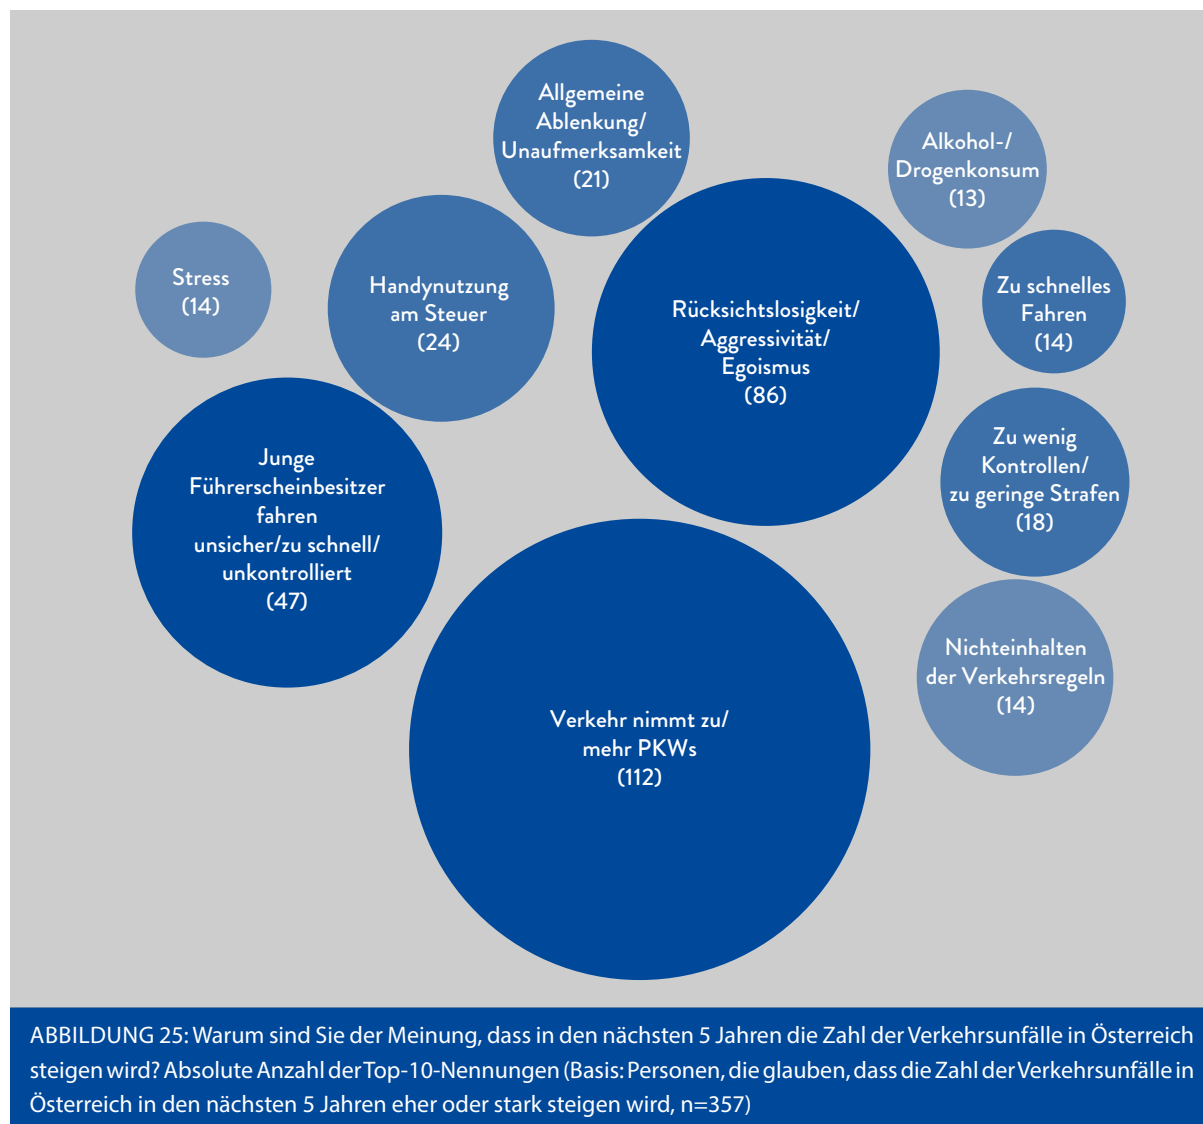 Allgemeine
Ablenkung/
Unaufmerksamkeit
(21)
Alkohol-/
Drogenkonsum
(13)
Stress
(14)
Handynutzung
am Steuer
(24)
Rücksichtslosigkeit/
Aggressivität/
Egoismus
(86)
Zu schnelles
Fahren
(14)
Junge
Führerscheinbesitzer
fahren
unsicher/zu schnell/
unkontrolliert
(47)
Zu wenig
Kontrollen/
zu geringe Strafen
(18)
Nichteinhalten
der Verkehrsregeln
(14)
Verkehr nimmt zu/
mehr PKWs
(112)
ABBILDUNG 25: Warum sind Sie der Meinung, dass in den nächsten 5 Jahren die Zahl der Verkehrsunfälle in Österreich
steigen wird? Absolute Anzahl der Top-10-Nennungen (Basis: Personen, die glauben, dass die Zahl der Verkehrsunfälle in
Österreich in den nächsten 5 Jahren eher oder stark steigen wird, n=357)